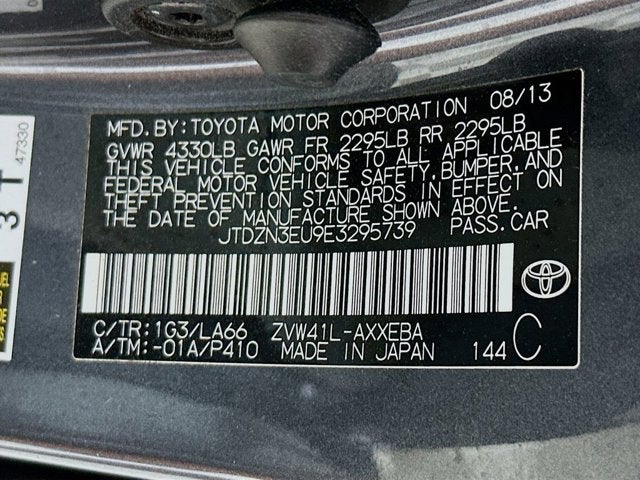 MFD. BY: TOYOTA MOTOR CORPORATION 08/13
GVWR 4330LB GAWR FR 2295LB RR 2295LB
THIS VEHICLE CONFORMS TO ALL APPLICABLE
FEDERAL MOTOR VEHICLE SAFETY, BUMPER, AND
THEFT PREVENTION STANDARDS IN EFFECT ON
THE DATE OF MANUFACTURE SHOWN ABOVE.
JTDZN3EU9E3295739 PASS.CAR
C/TR: 1G3/LA66 ZVW41L-AXXEBA
A/TM: -01A/P410 MADE IN JAPAN 144 C
47330